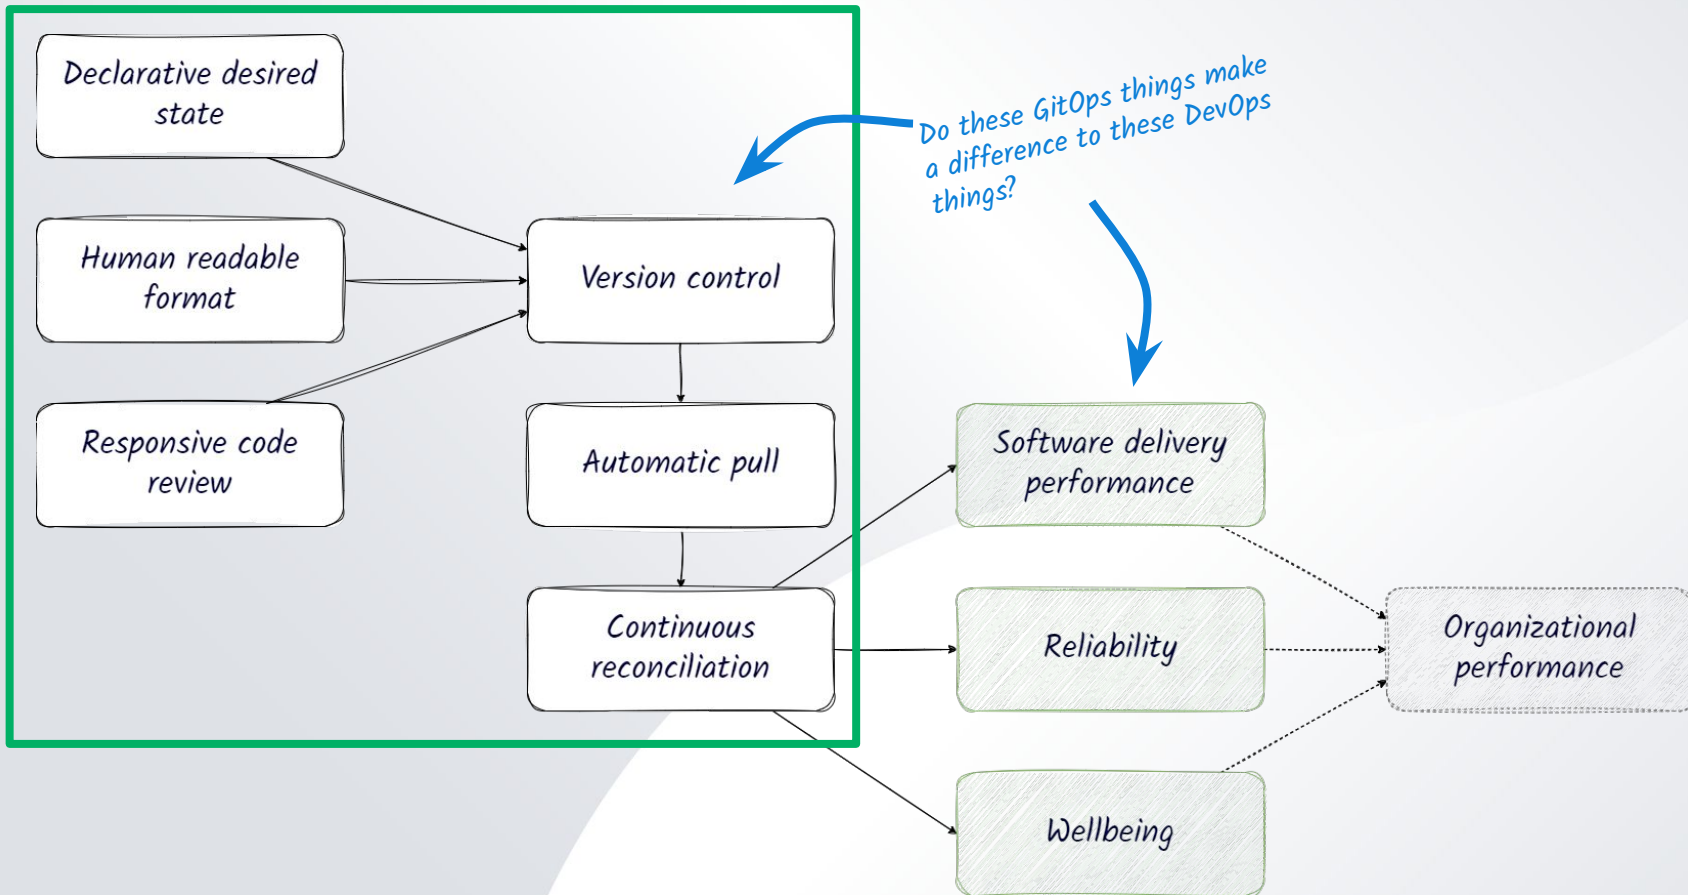 Declarative desired
state
Human readable
format
Responsive code
review
Version control
Automatic pull
Continuous
reconciliation
Do these GitOps things make
a difference to these DevOps
things?
Software delivery
performance
Reliability
Wellbeing
Organizational
performance